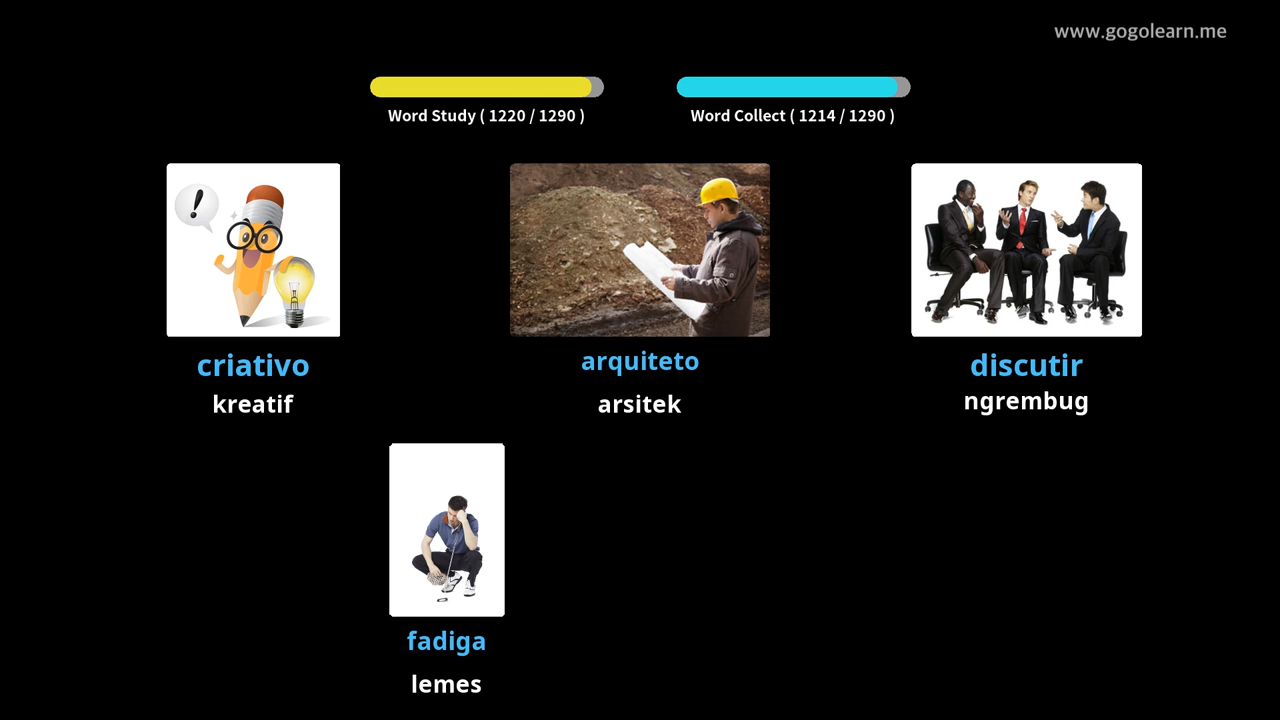 www.gogolearn.me
Word Study ( 1220 / 1290 )
Word Collect ( 1214 / 1290 )
!
criativo
kreatif
arquiteto
arsitek
discutir
ngrembug
fadiga
lemes